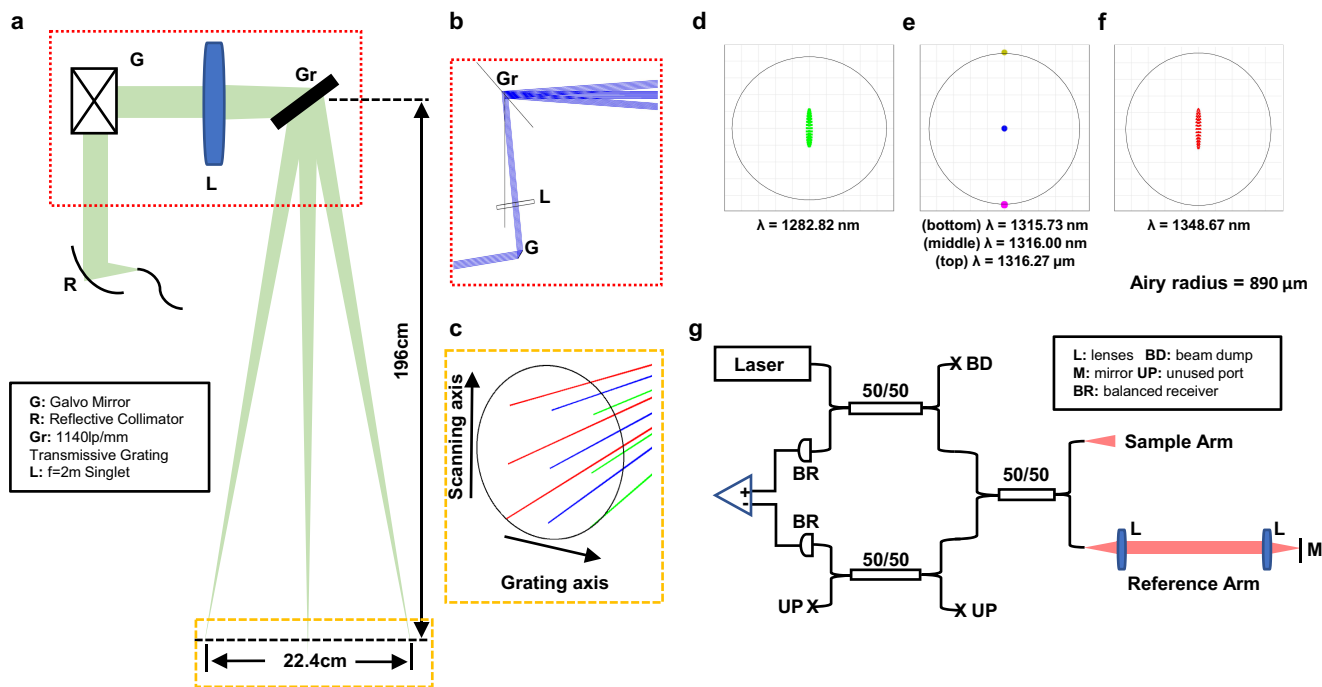 a
G
Gr
L
R
196cm
22.4cm
G: Galvo Mirror
R: Reflective Collimator
Gr: 1140lp/mm
Transmissive Grating
L: f=2m Singlet
b
Gr
L
G
c
Scanning axis
Grating axis
d
λ = 1282.82 nm
e
(bottom) λ = 1315.73 nm
(middle) λ = 1316.00 nm
(top) λ = 1316.27 μm
f
λ = 1348.67 nm
Airy radius = 890 μm
g
Laser
X BD
50/50
BR
+
-
BR
50/50
UP X
X UP
50/50
Sample Arm
L
L
M
Reference Arm
L: lenses BD: beam dump
M: mirror UP: unused port
BR: balanced receiver